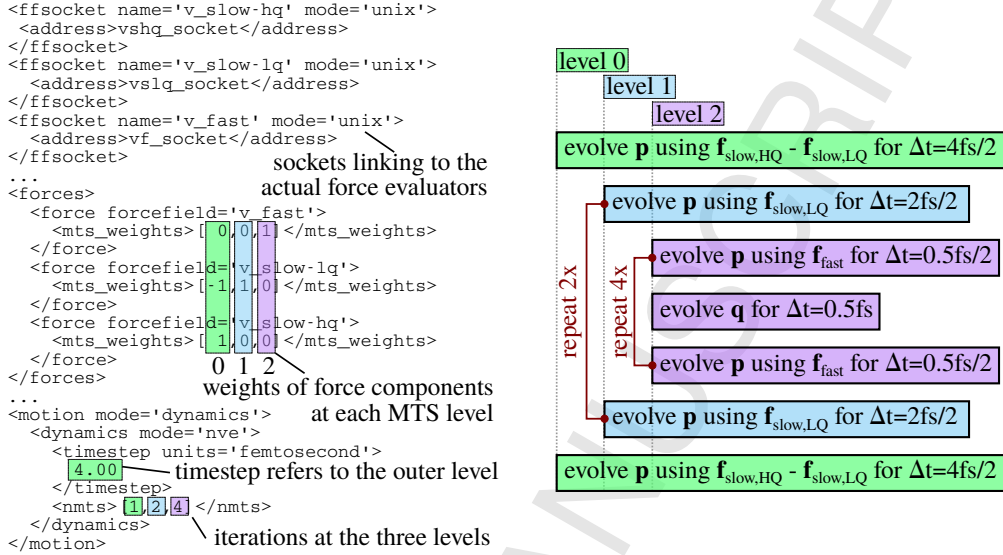 <ffsocket name='v_slow-hq' mode='unix'>
<address>vshq_socket</address>
</ffsocket>
<ffsocket name='v_slow-lq' mode='unix'>
<address>vslq_socket</address>
</ffsocket>
<ffsocket name='v_fast' mode='unix'>
<address>vf_socket</address>
</ffsocket>
sockets linking to the
actual force evaluators
...
<forces>
<force forcefield='v_fast'>
<mts_weights>[ 0,0,1]</mts_weights>
</force>
<force forcefield='v_slow-lq'>
<mts_weights>[-1,1,0]</mts_weights>
</force>
<force forcefield='v_slow-hq'>
<mts_weights>[ 1,0,0]</mts_weights>
</force>
</forces>
0 1 2
weights of force components
at each MTS level
...
<motion mode='dynamics'>
<dynamics mode='nve'>
<timestep units='femtosecond'>
4.00
timestep refers to the outer level
</timestep>
<nmts>[1,2,4]</nmts>
</dynamics>
iterations at the three levels
</motion>
level 0
level 1
level 2
evolve p using f_slow,HQ - f_slow,LQ for Δt=4fs/2
evolve p using f_slow,LQ for Δt=2fs/2
evolve p using f_fast for Δt=0.5fs/2
repeat 2x
repeat 4x
evolve q for Δt=0.5fs
evolve p using f_fast for Δt=0.5fs/2
evolve p using f_slow,LQ for Δt=2fs/2
evolve p using f_slow,HQ - f_slow,LQ for Δt=4fs/2